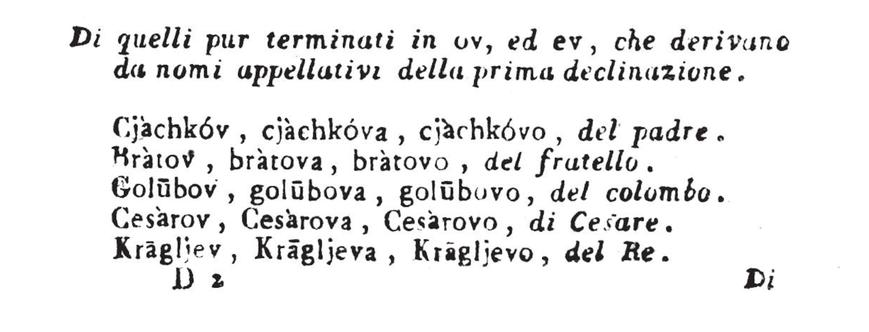 Di quelli pur terminati in ov, ed ev, che derivano
da nomi appellativi della prima declinazione.
Cjàchkóv, cjàchkóva, cjàchkóvo, del padre.
Bràtov, bràtova, bràtovo, del fratello.
Golūbov, golūbova, golūbovo, del colombo.
Cesàrov, Cesàrova, Cesàrovo, di Cesare.
Krāgljev, Krāgljeva, Krāgljevo, del Re.
D 2 Di